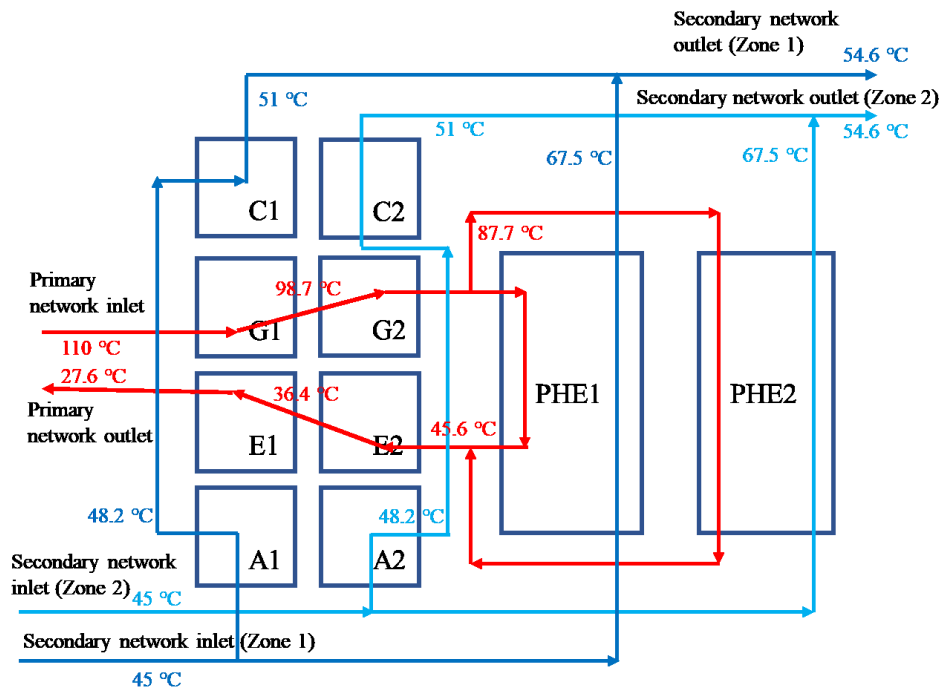 Secondary network
outlet (Zone 1)
54.6 ℃
51 ℃
Secondary network outlet (Zone 2)
51 ℃
54.6 ℃
67.5 ℃
67.5 ℃
C1
C2
87.7 ℃
Primary
network inlet
98.7 ℃
G1
G2
110 ℃
27.6 ℃
36.4 ℃
PHE1
PHE2
Primary
network outlet
45.6 ℃
E1
E2
48.2 ℃
48.2 ℃
A1
A2
Secondary network
inlet (Zone 2)
45 ℃
Secondary network inlet (Zone 1)
45 ℃